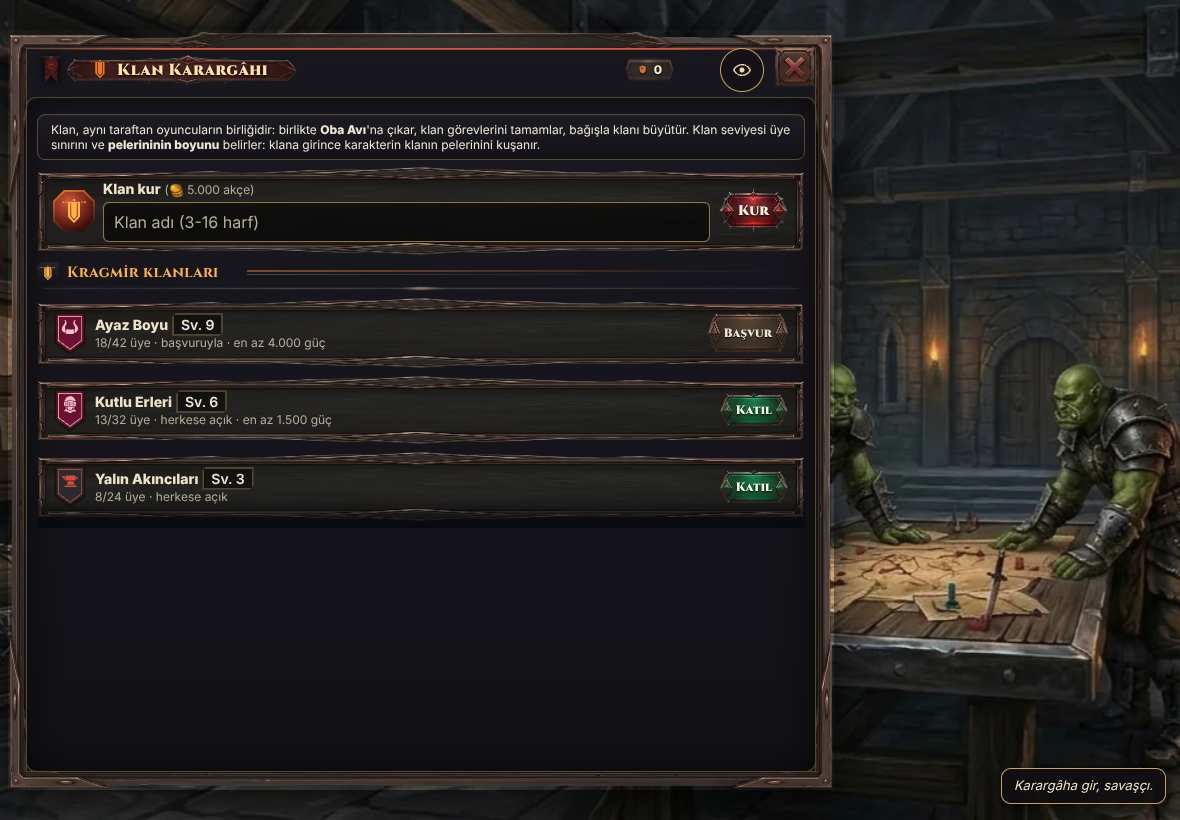 KLAN KARARGÂHI
0
Klan, aynı taraftan oyuncuların birliğidir: birlikte Oba Avı'na çıkar, klan görevlerini tamamlar, bağışla klanı büyütür. Klan seviyesi üye
sınırını ve pelerininin boyunu belirler: klana girince karakterin klanın pelerinini kuşanır.
Klan kur (5.000 akçe)
Klan adı (3-16 harf)
KUR
KRAGMİR KLANLARI
Ayaz Boyu Sv. 9
18/42 üye · başvuruyla · en az 4.000 güç
BAŞVUR
Kutlu Erleri Sv. 6
13/32 üye · herkese açık · en az 1.500 güç
KATIL
Yalın Akıncıları Sv. 3
8/24 üye · herkese açık
KATIL
Karargâha gir, savaşçı.